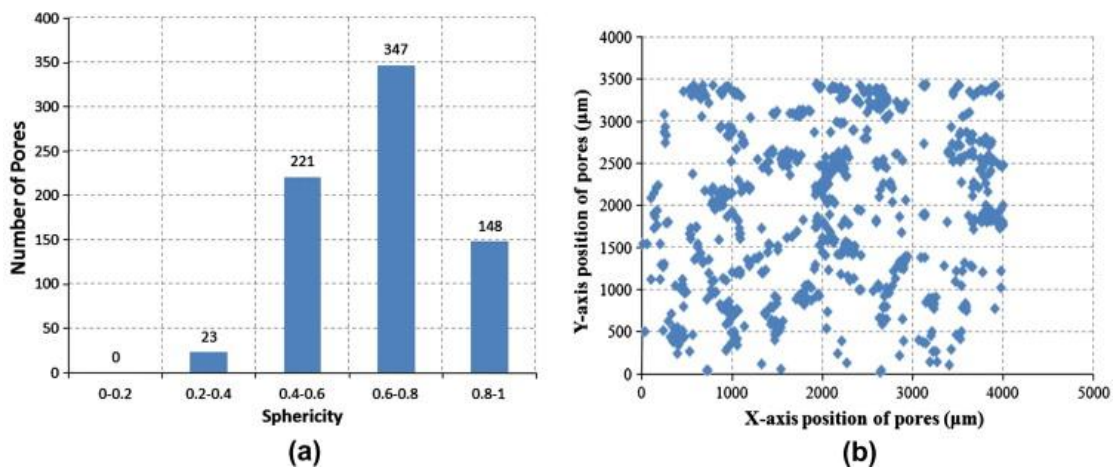 400
350
300
250
200
150
100
50
0
Number of Pores
0
23
221
347
148
0-0.2 0.2-0.4 0.4-0.6 0.6-0.8 0.8-1
Sphericity
(a)
4000
3500
3000
2500
2000
1500
1000
500
0
Y-axis position of pores (µm)
0 1000 2000 3000 4000 5000
X-axis position of pores (µm)
(b)